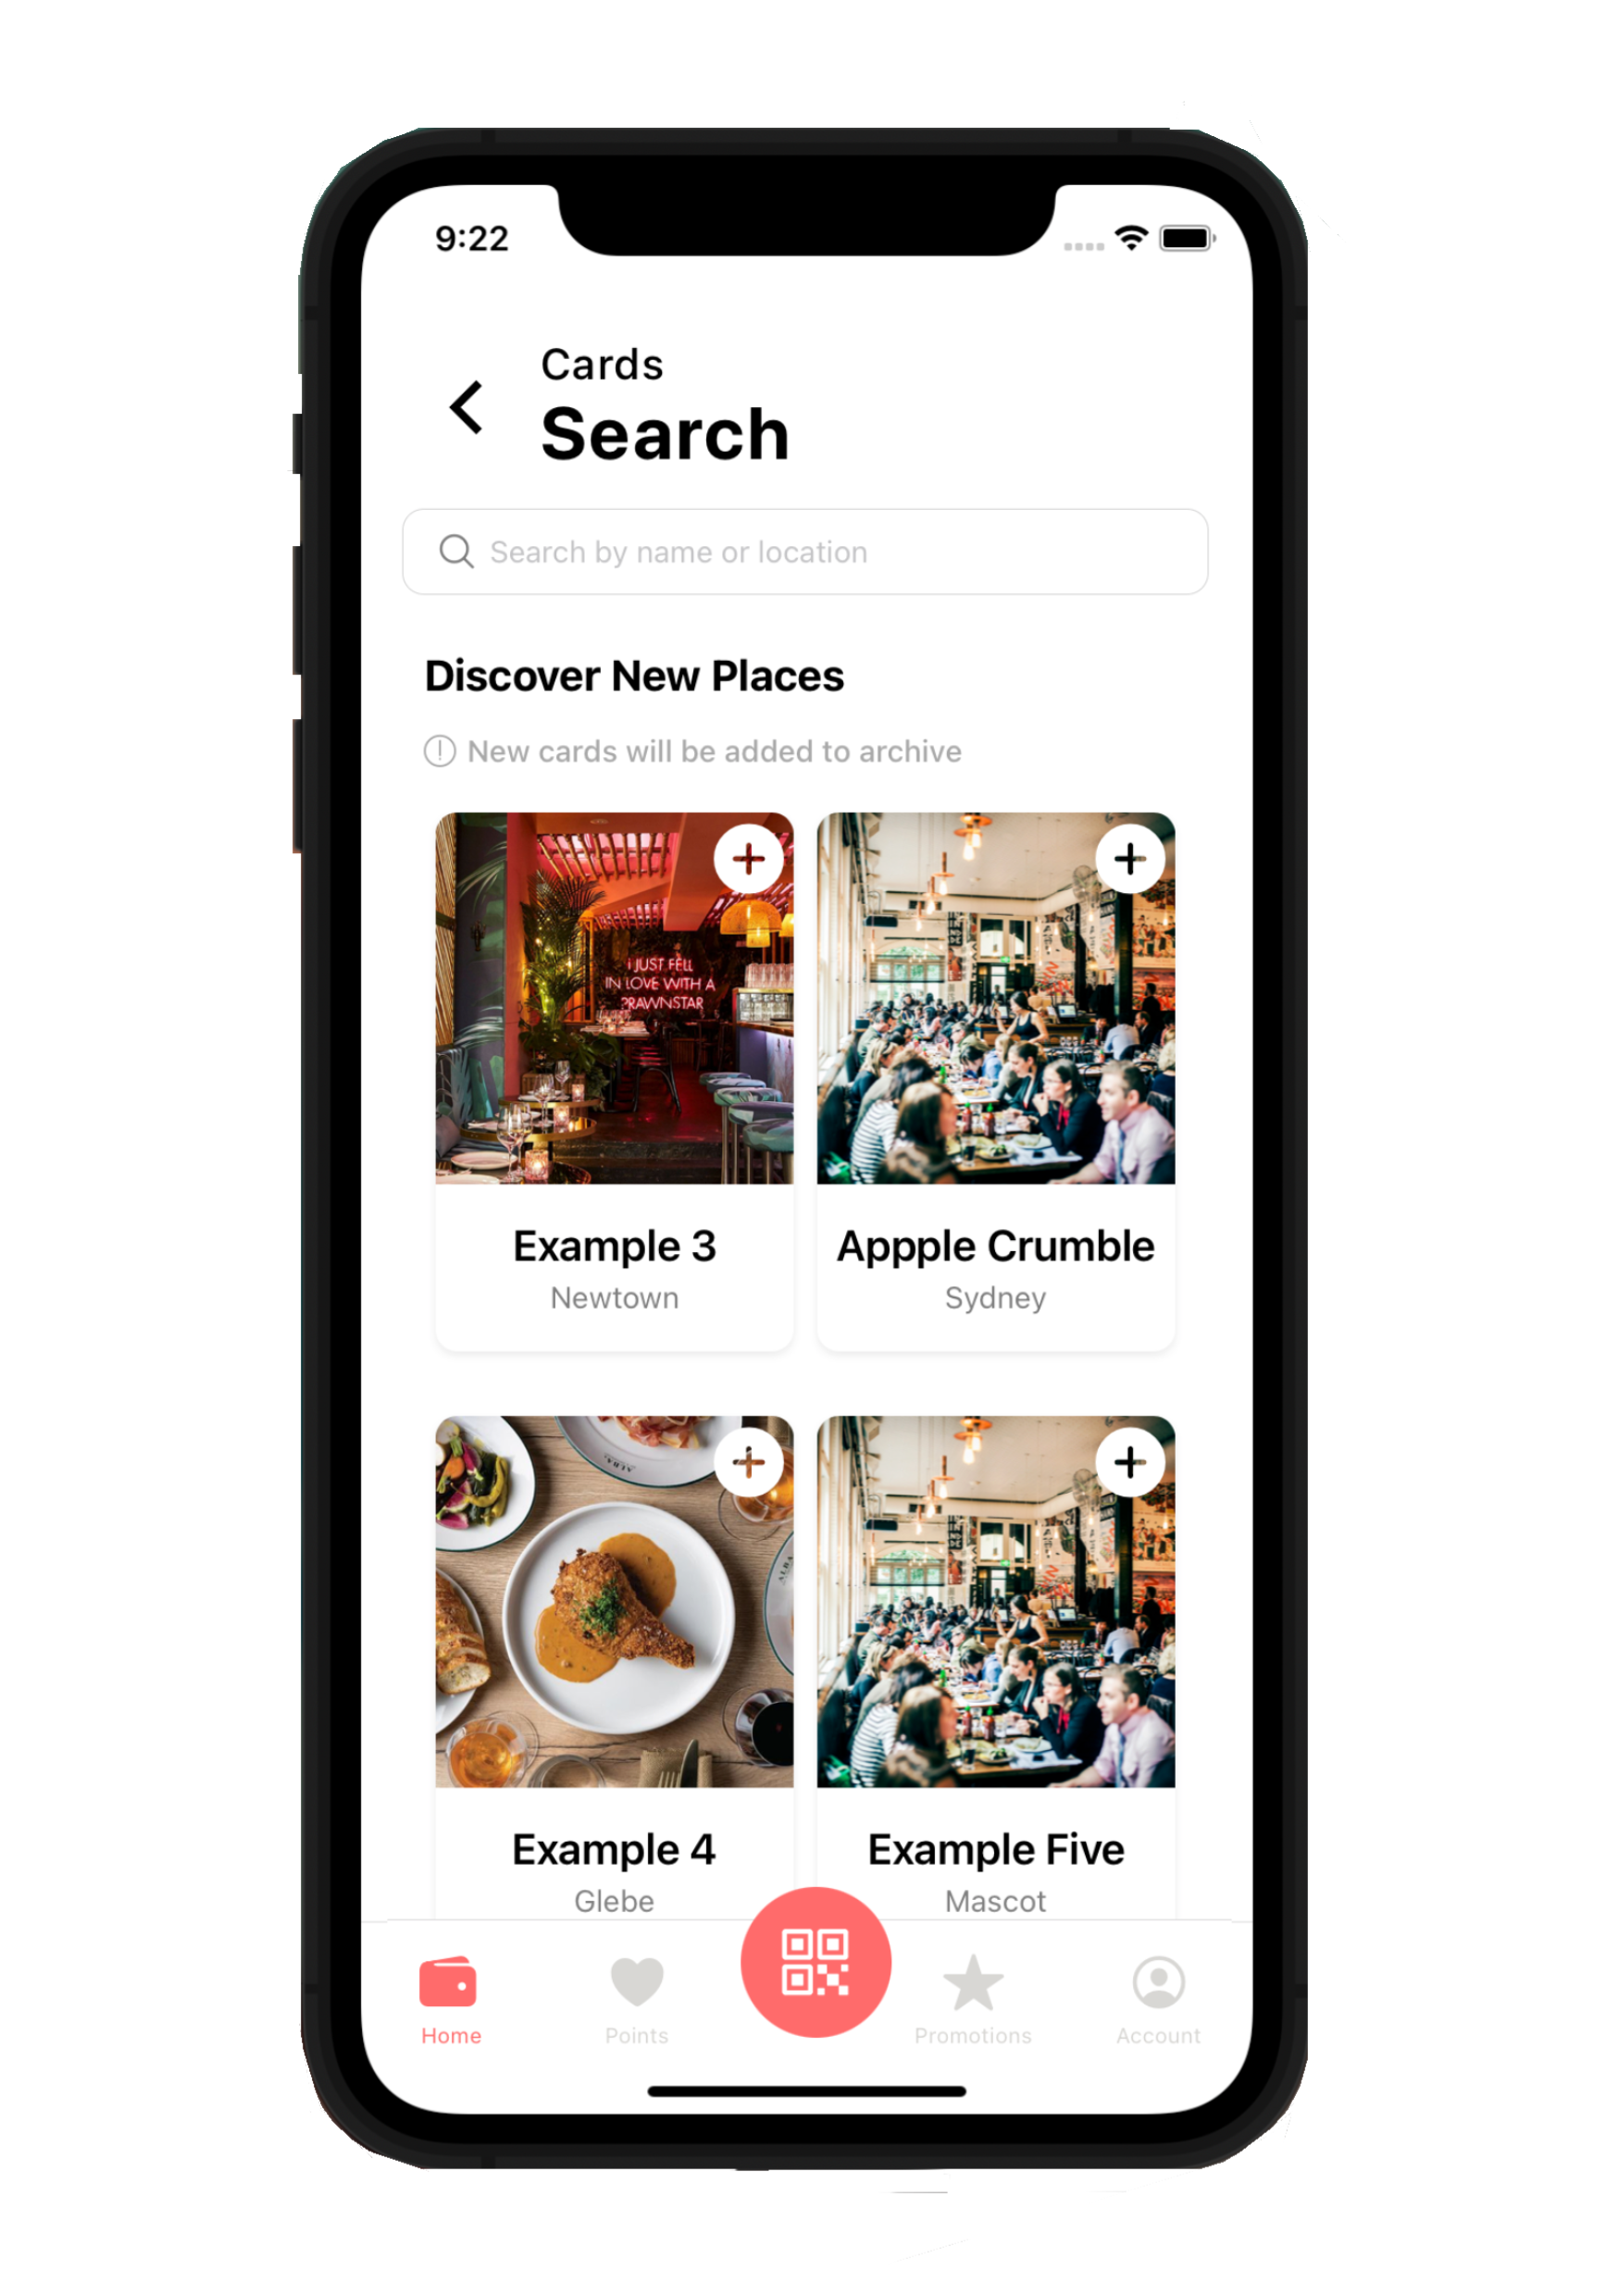 9:22
Cards
Search
Search by name or location
Discover New Places
New cards will be added to archive
I JUST FELL
IN LOVE WITH A
PRAWNSTAR
Example 3
Newtown
Appple Crumble
Sydney
ALBA
ALBA
Example 4
Glebe
Example Five
Mascot
Home
Points
Promotions
Account